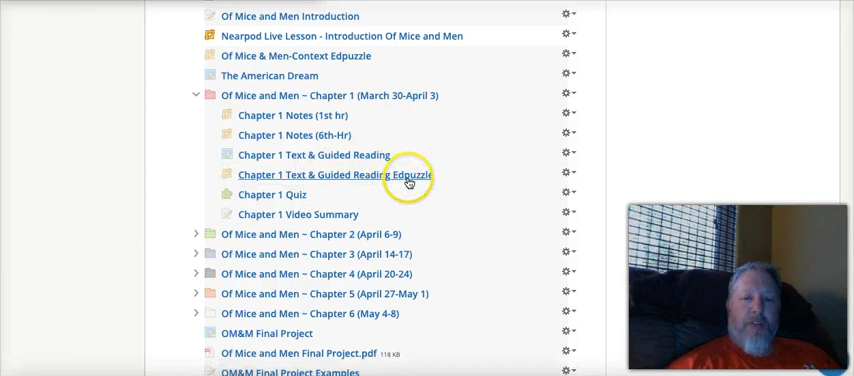 Of Mice and Men Introduction
Nearpod Live Lesson - Introduction Of Mice and Men
Of Mice & Men-Context Edpuzzle
The American Dream
Of Mice and Men ~ Chapter 1 (March 30-April 3)
Chapter 1 Notes (1st hr)
Chapter 1 Notes (6th-Hr)
Chapter 1 Text & Guided Reading
Chapter 1 Text & Guided Reading Edpuzzle
Chapter 1 Quiz
Chapter 1 Video Summary
Of Mice and Men ~ Chapter 2 (April 6-9)
Of Mice and Men ~ Chapter 3 (April 14-17)
Of Mice and Men ~ Chapter 4 (April 20-24)
Of Mice and Men ~ Chapter 5 (April 27-May 1)
Of Mice and Men ~ Chapter 6 (May 4-8)
OM&M Final Project
Of Mice and Men Final Project.pdf 118 KB
OM&M Final Project Examples